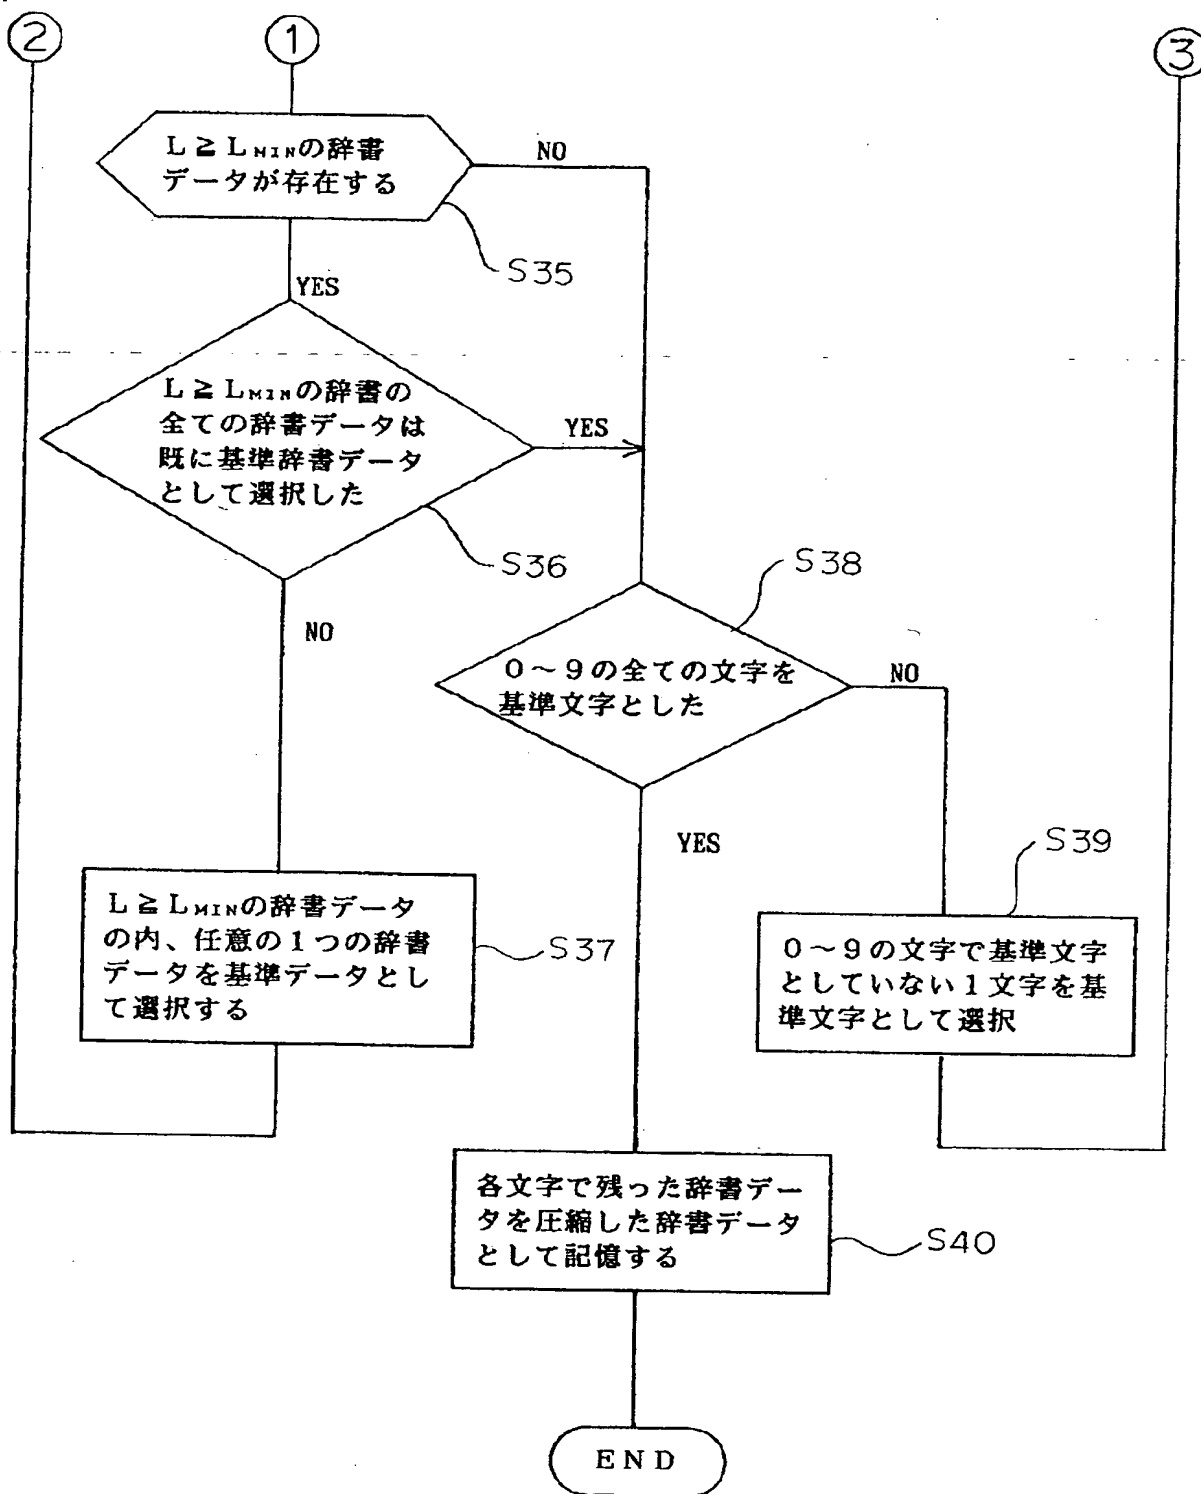 ②
①
③
L≧LMINの辞書
データが存在する
NO
S35
YES
L≧LMINの辞書の
全ての辞書データは
既に基準辞書データ
として選択した
YES
S36
NO
S38
0～9の全ての文字を
基準文字とした
NO
YES
S39
L≧LMINの辞書データ
の内、任意の1つの辞書
データを基準データとし
て選択する
S37
0～9の文字で基準文字
としていない1文字を基
準文字として選択
各文字で残った辞書デー
タを圧縮した辞書データ
として記憶する
S40
END